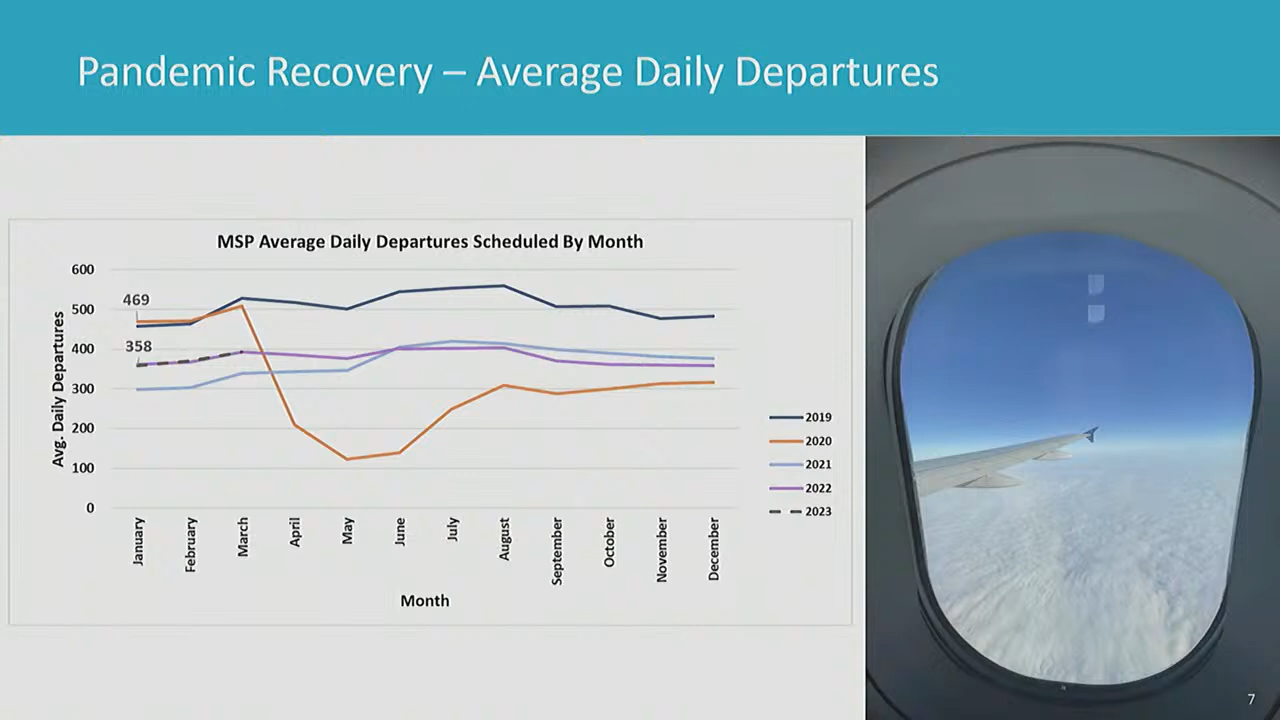 Pandemic Recovery – Average Daily Departures
MSP Average Daily Departures Scheduled By Month
600
500
400
300
200
100
0
469
358
Avg. Daily Departures
January
February
March
April
May
June
July
August
September
October
November
December
Month
2019
2020
2021
2022
2023
7